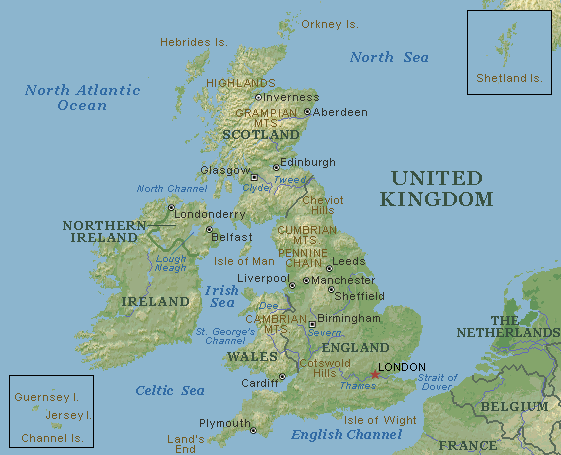 Orkney Is.
Hebrides Is.
North Sea
Shetland Is.
North Atlantic
Ocean
HIGHLANDS
Inverness
GRAMPIAN
MTS.
Aberdeen
SCOTLAND
Edinburgh
Glasgow
Clyde
Tweed
UNITED
KINGDOM
North Channel
Cheviot
Hills
Londonderry
NORTHERN
IRELAND
Belfast
CUMBRIAN
MTS
Lough
Neagh
Isle of Man
PENNINE
CHAIN
Leeds
Liverpool
Manchester
Sheffield
IRELAND
Irish
Sea
Dee
CAMBRIAN
MTS.
Birmingham
Severn
St. George's
Channel
THE
NETHERLANDS
WALES
ENGLAND
Cotswold
Hills
LONDON
Thames
Strait of
Dover
Cardiff
Celtic Sea
Guernsey I.
Jersey I.
Channel Is.
BELGIUM
Plymouth
Isle of Wight
Land's
End
English Channel
FRANCE